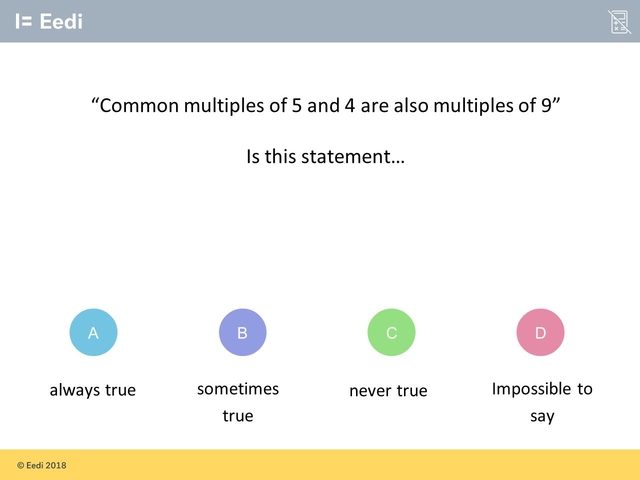 I= Eedi
“Common multiples of 5 and 4 are also multiples of 9”
Is this statement...
A
B
C
D
always true
sometimes
true
never true
Impossible to
say
© Eedi 2018